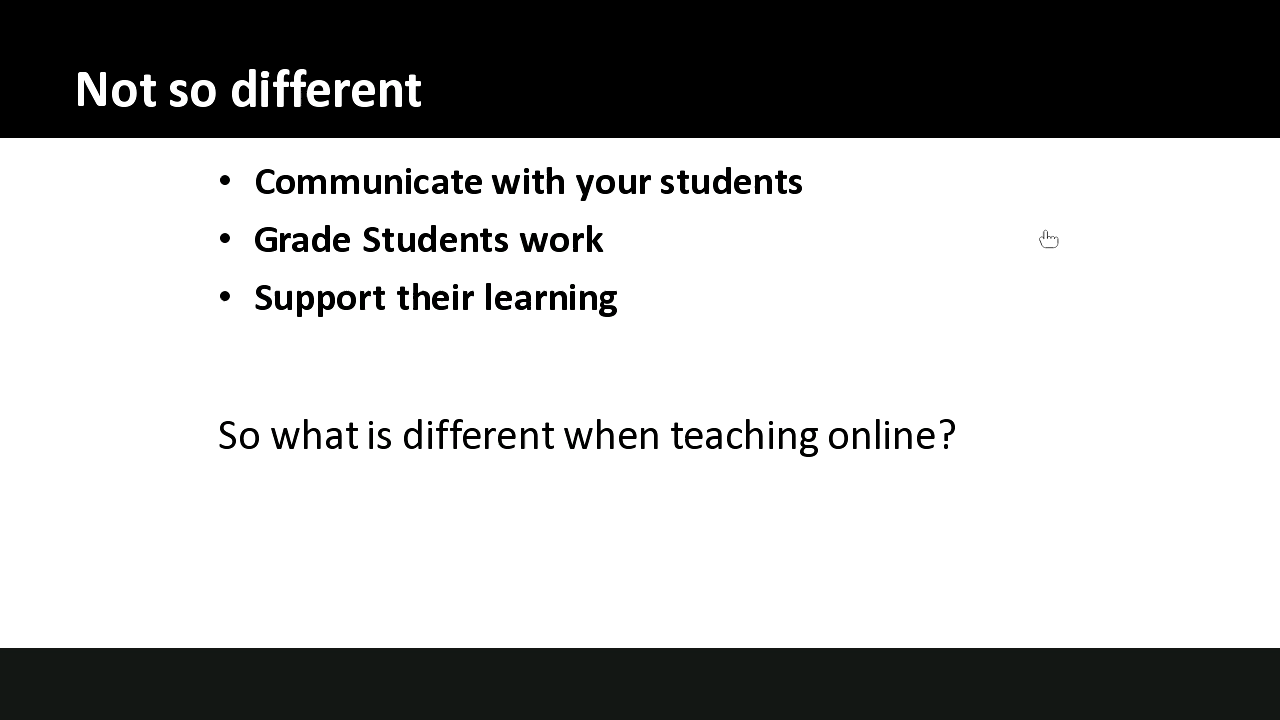 Not so different
• Communicate with your students
• Grade Students work
• Support their learning
So what is different when teaching online?